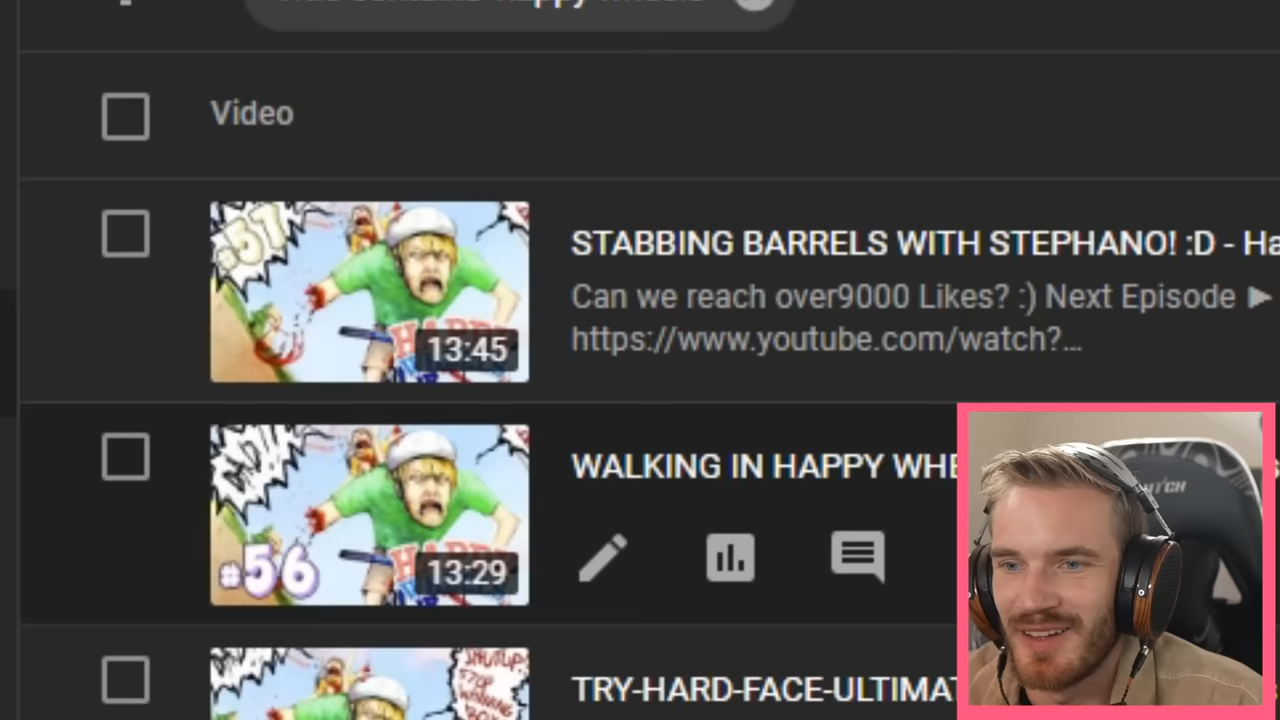 Video
#57
STABBING BARRELS WITH STEPHANO! :D - Ha
Can we reach over9000 Likes? :) Next Episode ►
https://www.youtube.com/watch?...
13:45
WALKING IN HAPPY WHE
#56
13:29
TRY-HARD-FACE-ULTIMAT